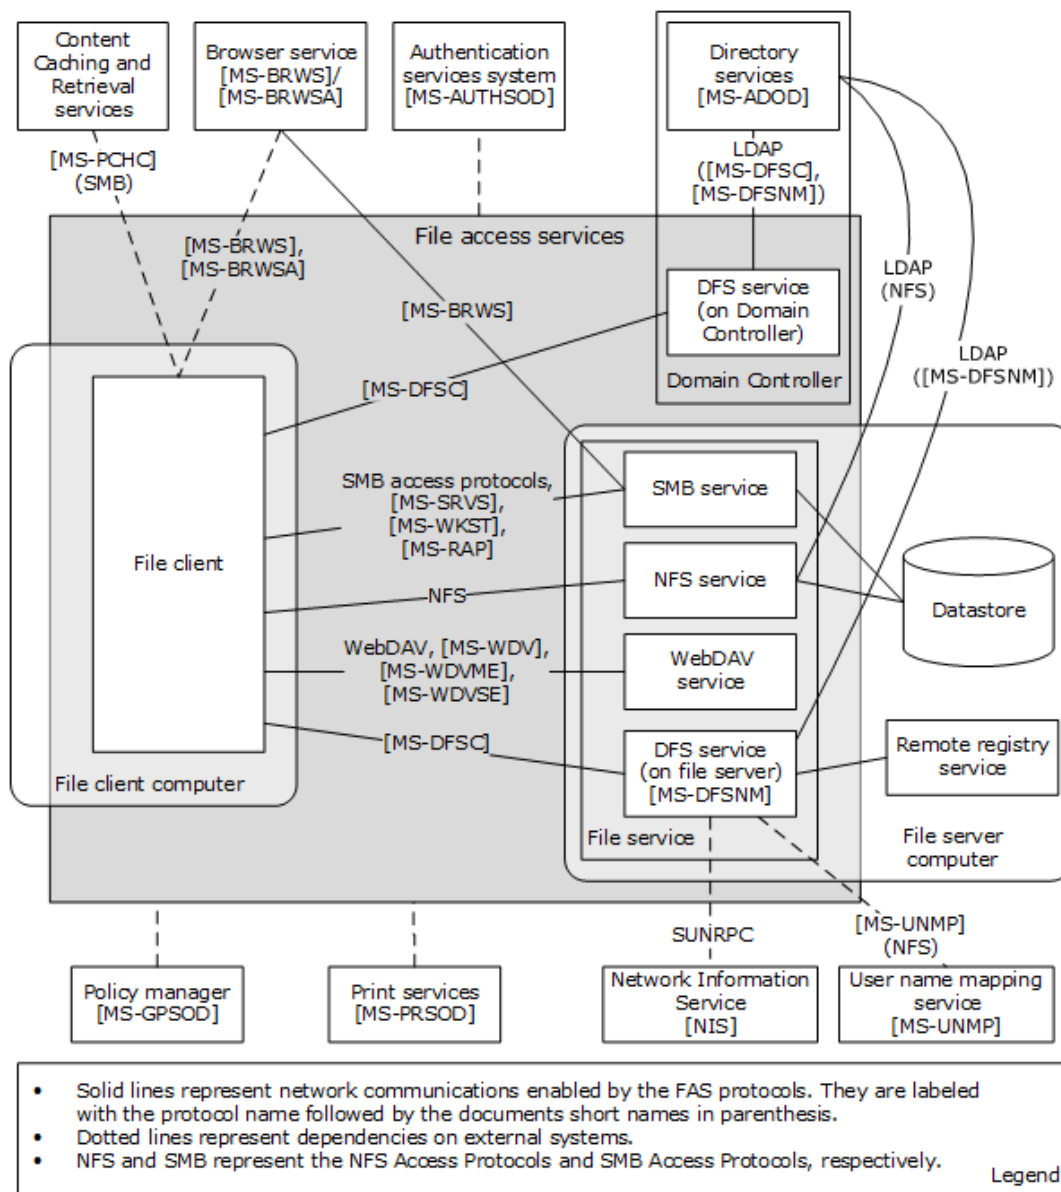 Content
Caching and
Retrieval
services
Browser service
[MS-BRWS]/
[MS-BRWSA]
Authentication
services system
[MS-AUTHSOD]
Directory
services
[MS-ADOD]
[MS-PCHC]
(SMB)
LDAP
([MS-DFSC],
[MS-DFSNM])
File access services
[MS-BRWS],
[MS-BRWSA]
[MS-BRWS]
DFS service
(on Domain
Controller)
Domain Controller
LDAP
(NFS)
LDAP
([MS-DFSNM])
[MS-DFSC]
SMB access protocols,
[MS-SRVS],
[MS-WKST],
[MS-RAP]
SMB service
File client
NFS
NFS service
Datastore
WebDAV, [MS-WDV],
[MS-WDVME],
[MS-WDVSE]
WebDAV
service
[MS-DFSC]
DFS service
(on file server)
[MS-DFSNM]
Remote registry
service
File client computer
File service
File server
computer
SUNRPC
[MS-UNMP]
(NFS)
Policy manager
[MS-GPSOD]
Print services
[MS-PRSOD]
Network Information
Service
[NIS]
User name mapping
service
[MS-UNMP]
• Solid lines represent network communications enabled by the FAS protocols. They are labeled
with the protocol name followed by the documents short names in parenthesis.
• Dotted lines represent dependencies on external systems.
• NFS and SMB represent the NFS Access Protocols and SMB Access Protocols, respectively.
Legend